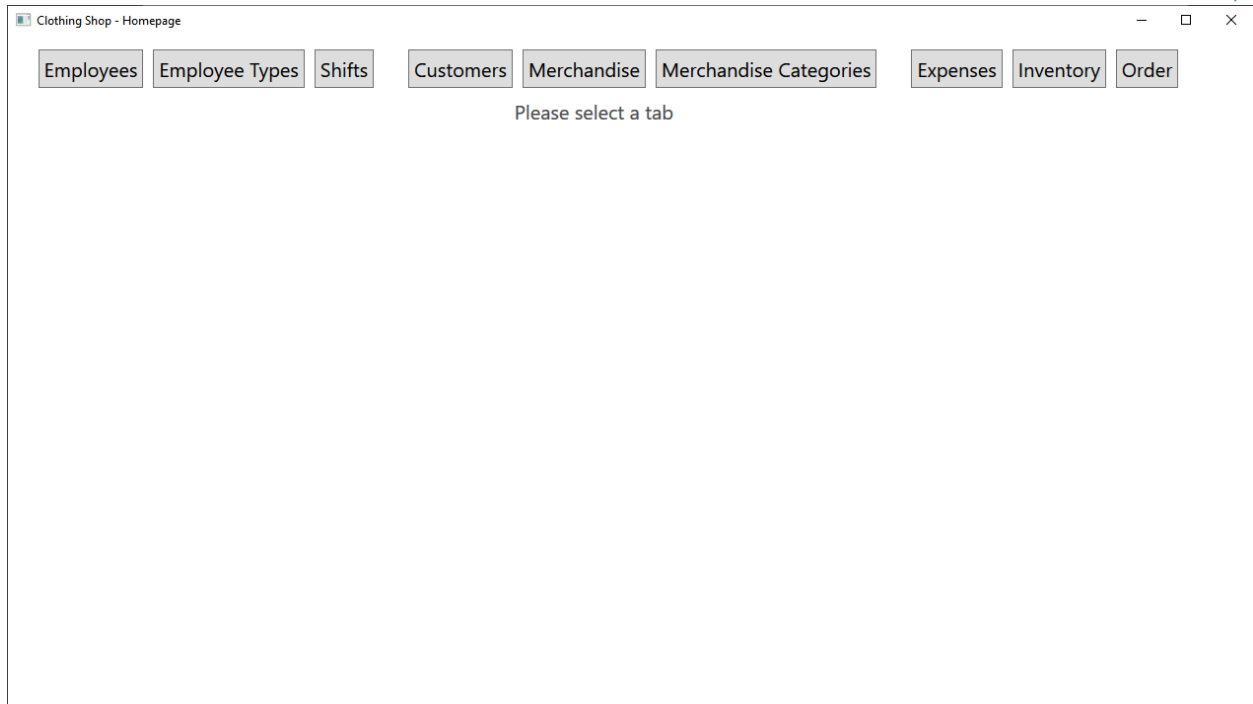 Clothing Shop - Homepage
Employees Employee Types Shifts Customers Merchandise Merchandise Categories Expenses Inventory Order
Please select a tab